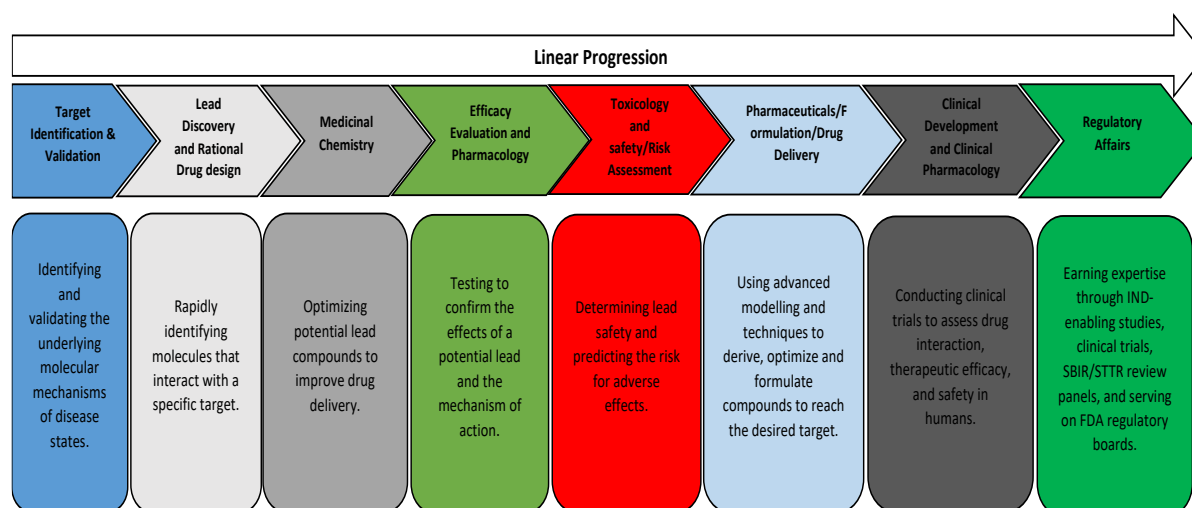 Linear Progression
Target
Identification &
Validation
Lead
Discovery
and Rational
Drug design
Medicinal
Chemistry
Efficacy
Evaluation and
Pharmacology
Toxicology
and
safety/Risk
Assessment
Pharmaceuticals/F
ormulation/Drug
Delivery
Clinical
Development
and Clinical
Pharmacology
Regulatory
Affairs
Identifying
and
validating the
underlying
molecular
mechanisms
of disease
states.
Rapidly
identifying
molecules that
interact with a
specific target.
Optimizing
potential lead
compounds to
improve drug
delivery.
Testing to
confirm the
effects of a
potential lead
and the
mechanism of
action.
Determining lead
safety and
predicting the risk
for adverse
effects.
Using advanced
modelling and
techniques to
derive, optimize and
formulate
compounds to reach
the desired target.
Conducting clinical
trials to assess drug
interaction,
therapeutic efficacy,
and safety in
humans.
Earning expertise
through IND-
enabling studies,
clinical trials,
SBIR/STTR review
panels, and serving
on FDA regulatory
boards.